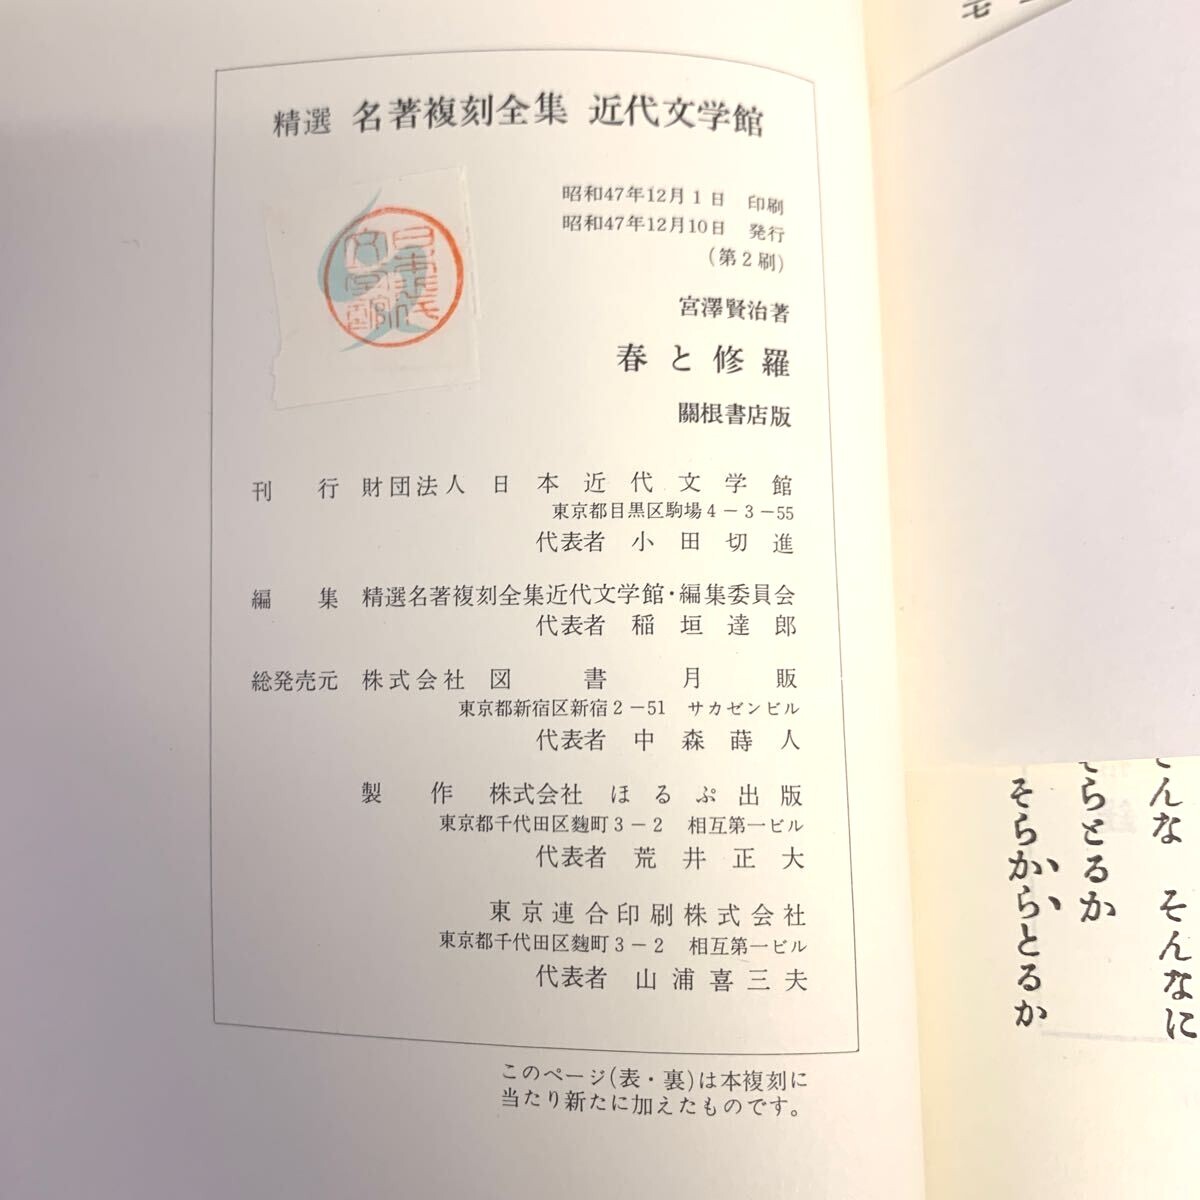 精選 名著複刻全集 近代文学館
昭和47年12月1日 印刷
昭和47年12月10日 発行
(第2刷)
宮澤賢治著
春と修羅
關根書店版
刊行 財団法人 日本近代文学館
東京都目黒区駒場4-3-55
代表者 小田切進
編集 精選名著複刻全集近代文学館・編集委員会
代表者 稲垣達郎
総発売元 株式会社 図書月販
東京都新宿区新宿2-51 サカゼンビル
代表者 中森蒔人
製作 株式会社 ほるぷ出版
東京都千代田区麴町3-2 相互第一ビル
代表者 荒井正大
東京連合印刷株式会社
東京都千代田区麴町3-2 相互第一ビル
代表者 山浦喜三夫
このページ(表・裏)は本複刻に
当たり新たに加えたものです。
んな そんなに
らとるか
そらからとるか